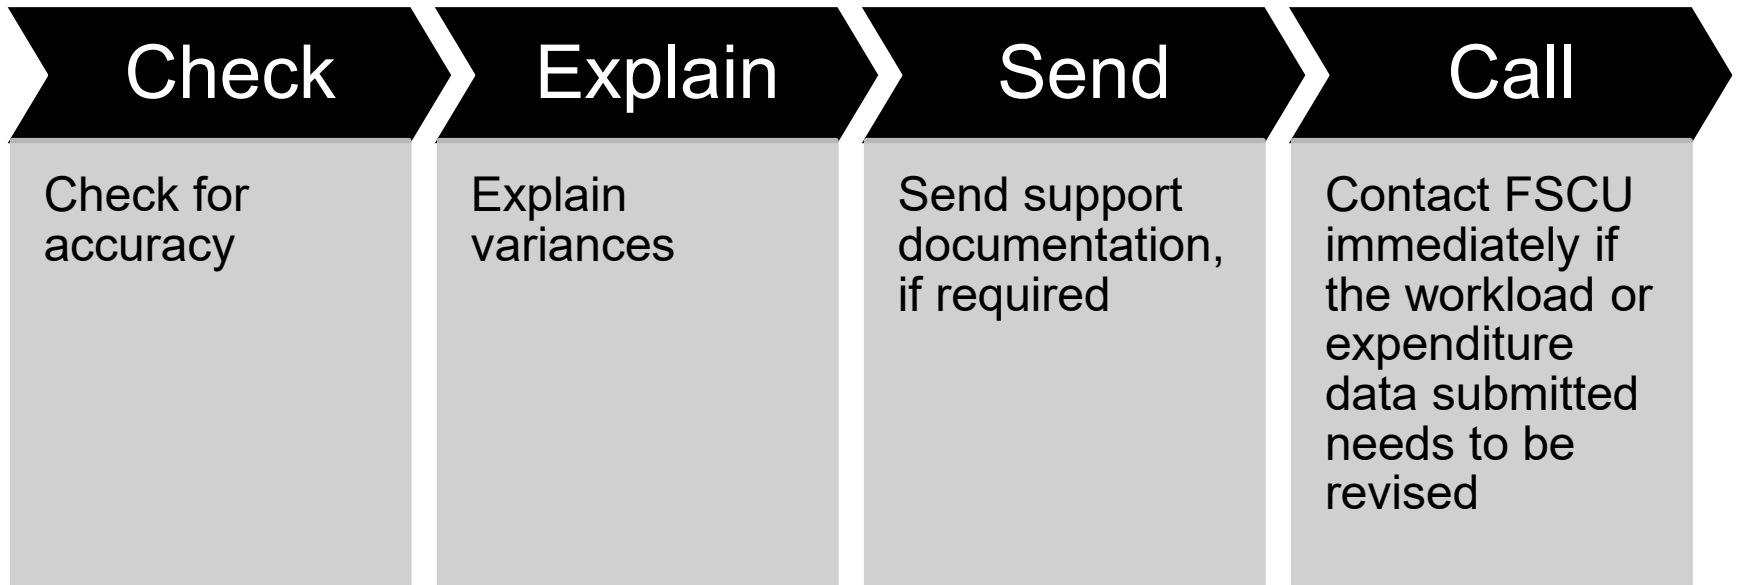 Check
Check for
accuracy
Explain
Explain
variances
Send
Send support
documentation,
if required
Call
Contact FSCU
immediately if
the workload or
expenditure
data submitted
needs to be
revised